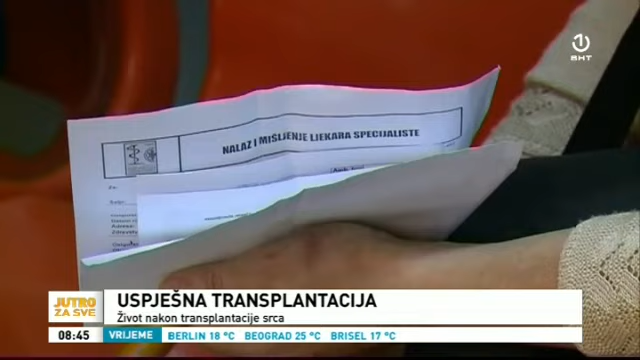 1
BHT
NALAZ I MIŠLJENJE LJEKARA SPECIJALISTE
JUTRO
ZA SVE
USPJEŠNA TRANSPLANTACIJA
Život nakon transplantacije srca
08:45 VRIJEME BERLIN 18 °C BEOGRAD 25 °C BRISEL 17 °C